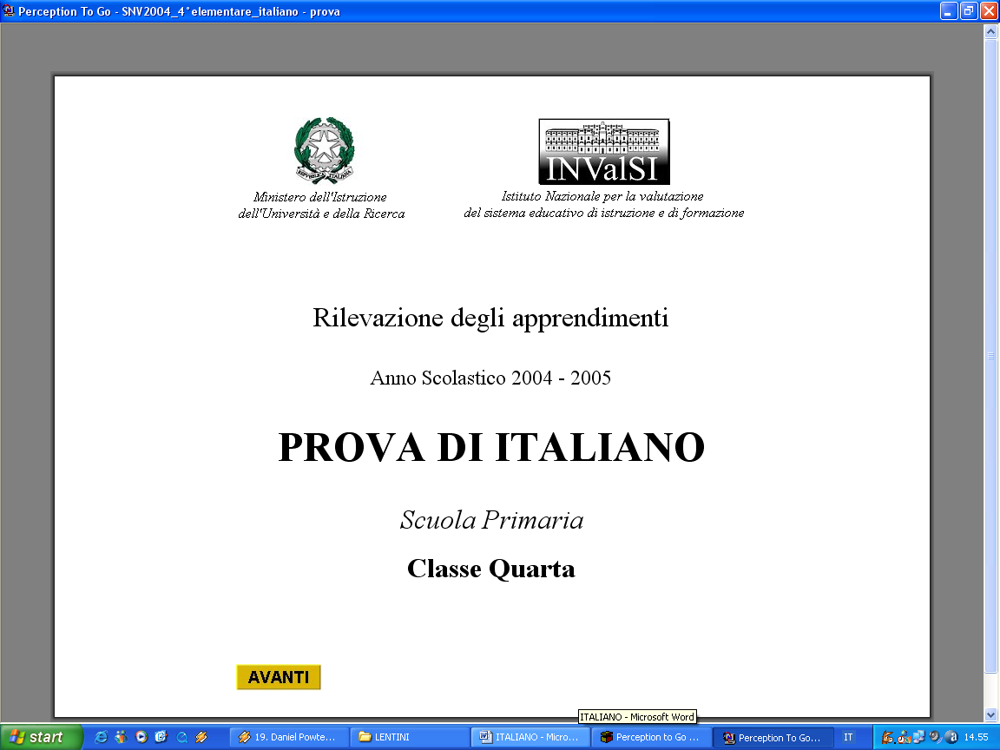 Perception To Go - SNV2004_4°elementare_italiano - prova
REPVBBLICA ITALIANA
INValSI
Ministero dell'Istruzione
dell'Università e della Ricerca
Istituto Nazionale per la valutazione
del sistema educativo di istruzione e di formazione
Rilevazione degli apprendimenti
Anno Scolastico 2004 - 2005
PROVA DI ITALIANO
Scuola Primaria
Classe Quarta
AVANTI
ITALIANO - Microsoft Word
start
19. Daniel Powte...
LENTINI
ITALIANO - Micro...
Perception to Go ...
Perception To Go...
IT
14.55